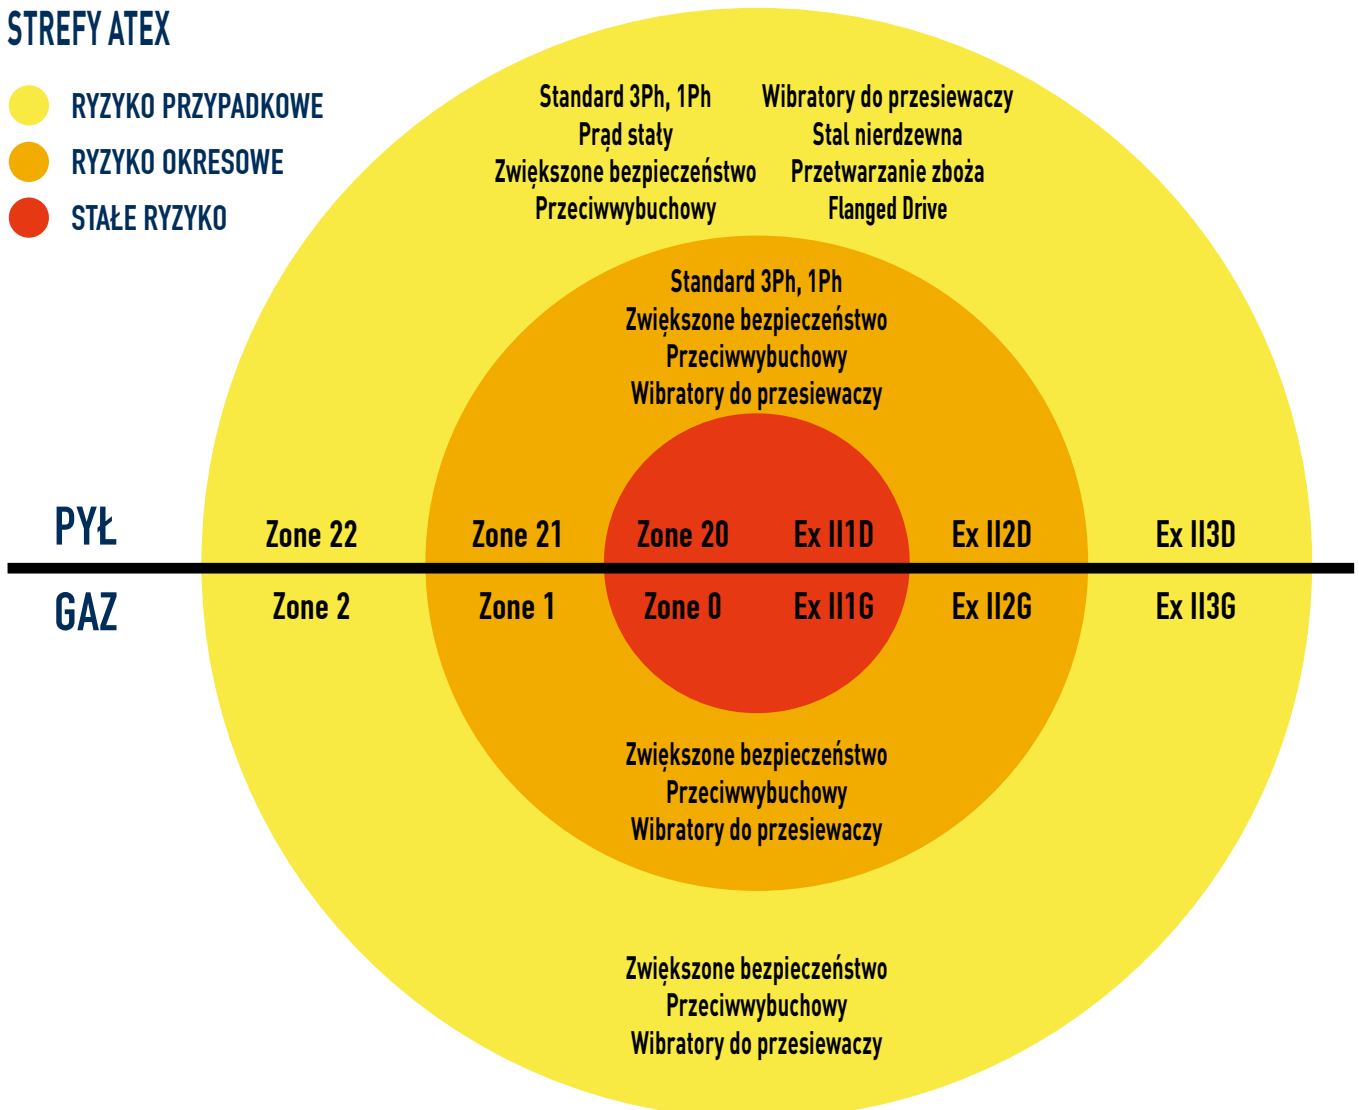 STREFY ATEX
RYZYKO PRZYPADKOWE
RYZYKO OKRESOWE
STAŁE RYZYKO
Standard 3Ph, 1Ph
Prąd stały
Zwiększone bezpieczeństwo
Przeciwwybuchowy
Wibratory do przesiewaczy
Stal nierdzewna
Przetwarzanie zboża
Flanged Drive
Standard 3Ph, 1Ph
Zwiększone bezpieczeństwo
Przeciwwybuchowy
Wibratory do przesiewaczy
PYŁ Zone 22 Zone 21 Zone 20 Ex II1D Ex II2D Ex II3D
GAZ Zone 2 Zone 1 Zone 0 Ex II1G Ex II2G Ex II3G
Zwiększone bezpieczeństwo
Przeciwwybuchowy
Wibratory do przesiewaczy
Zwiększone bezpieczeństwo
Przeciwwybuchowy
Wibratory do przesiewaczy